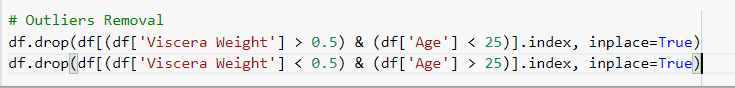 # Outliers Removal
df.drop(df[(df['Viscera Weight'] > 0.5) & (df['Age'] < 25)].index, inplace=True)
df.drop(df[(df['Viscera Weight'] < 0.5) & (df['Age'] > 25)].index, inplace=True)